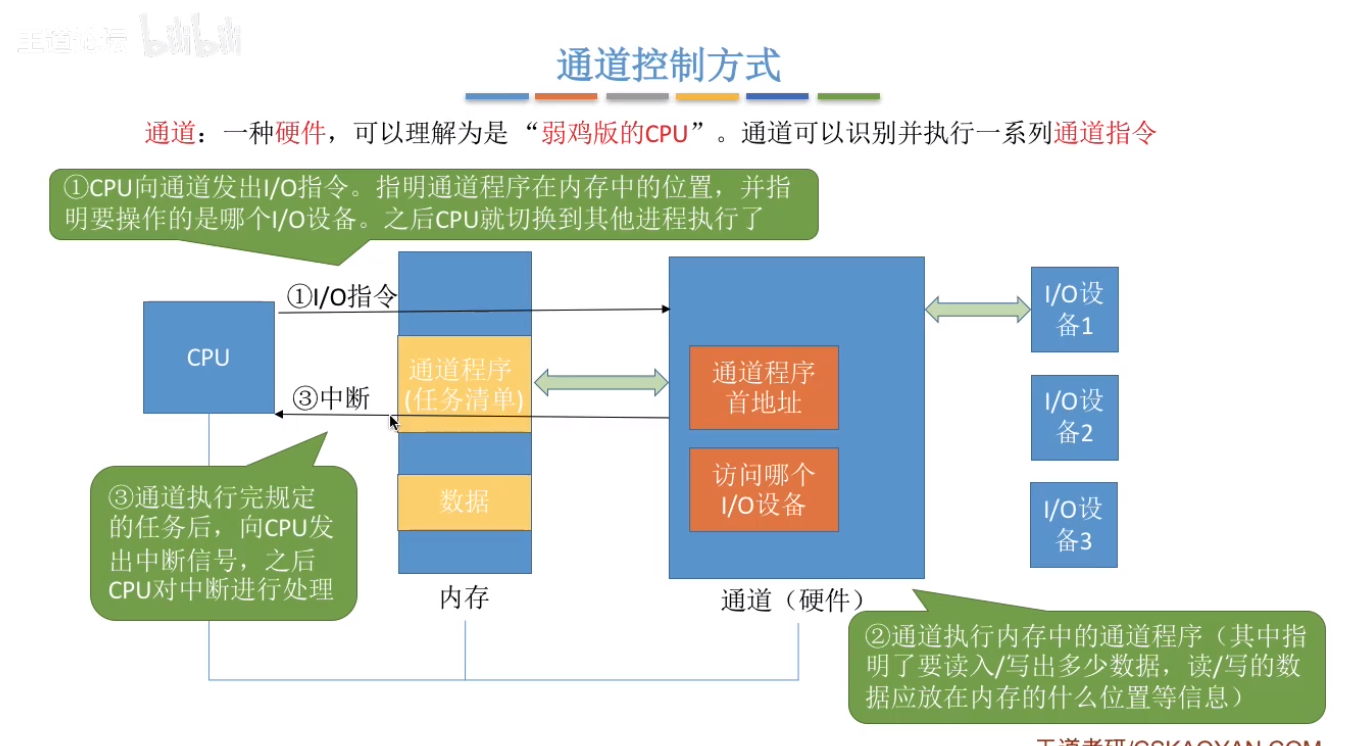 王道论坛 bilibili
通道控制方式
通道：一种硬件，可以理解为是“弱鸡版的CPU”。通道可以识别并执行一系列通道指令
①CPU向通道发出I/O指令。指明通道程序在内存中的位置，并指
明要操作的是哪个I/O设备。之后CPU就切换到其他进程执行了
①I/O指令
CPU
通道程序
(任务清单)
③中断
数据
内存
通道程序
首地址
访问哪个
I/O设备
通道（硬件）
I/O设
备1
I/O设
备2
I/O设
备3
③通道执行完规定
的任务后，向CPU发
出中断信号，之后
CPU对中断进行处理
②通道执行内存中的通道程序（其中指
明了要读入/写出多少数据，读/写的数
据应放在内存的什么位置等信息）
王道考研/CSKAOYAN.COM